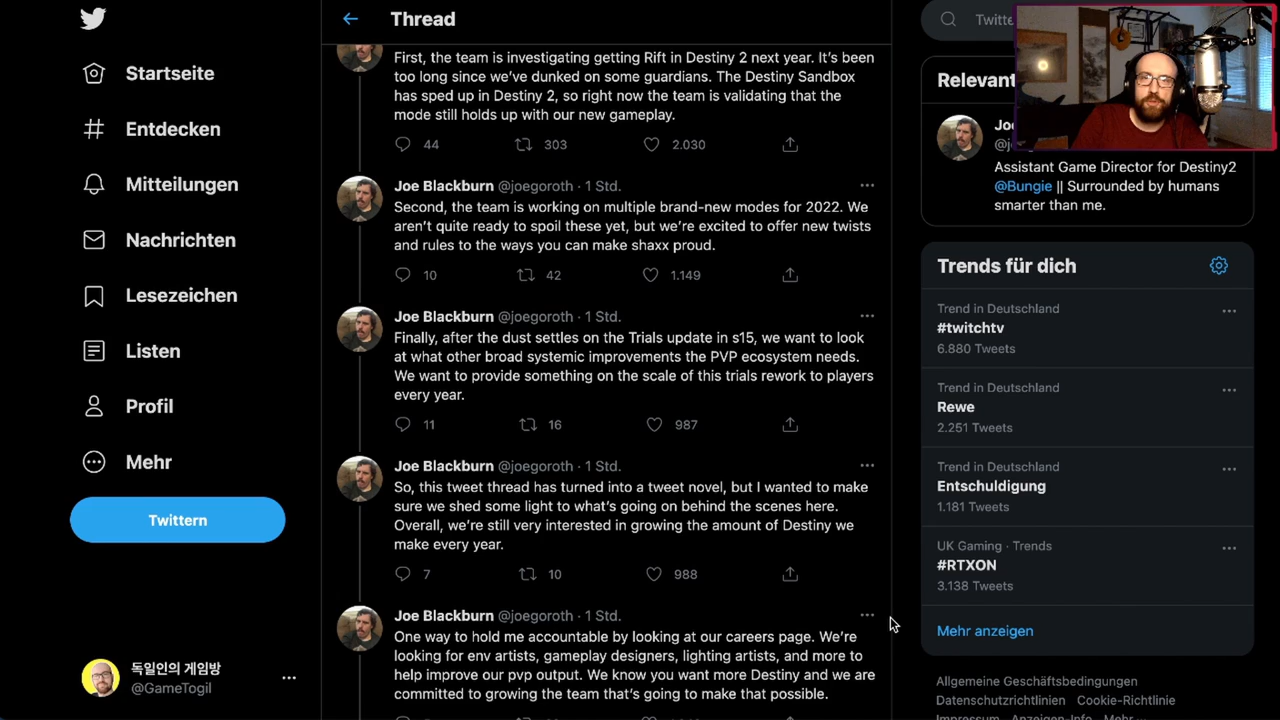 Startseite
Entdecken
Mitteilungen
Nachrichten
Lesezeichen
Listen
Profil
Mehr
Twittern
독일인의 게임방
@GameTogil
Thread
First, the team is investigating getting Rift in Destiny 2 next year. It's been
too long since we've dunked on some guardians. The Destiny Sandbox
has sped up in Destiny 2, so right now the team is validating that the
mode still holds up with our new gameplay.
44 303 2.030
Joe Blackburn @joegoroth · 1 Std.
Second, the team is working on multiple brand-new modes for 2022. We
aren't quite ready to spoil these yet, but we're excited to offer new twists
and rules to the ways you can make shaxx proud.
10 42 1.149
Joe Blackburn @joegoroth · 1 Std.
Finally, after the dust settles on the Trials update in s15, we want to look
at what other broad systemic improvements the PVP ecosystem needs.
We want to provide something on the scale of this trials rework to players
every year.
11 16 987
Joe Blackburn @joegoroth · 1 Std.
So, this tweet thread has turned into a tweet novel, but I wanted to make
sure we shed some light to what's going on behind the scenes here.
Overall, we're still very interested in growing the amount of Destiny we
make every year.
7 10 988
Joe Blackburn @joegoroth · 1 Std.
One way to hold me accountable by looking at our careers page. We're
looking for env artists, gameplay designers, lighting artists, and more to
help improve our pvp output. We know you want more Destiny and we are
committed to growing the team that's going to make that possible.
Twitte
Relevant
Joe
Assistant Game Director for Destiny2
@Bungie || Surrounded by humans
smarter than me.
Trends für dich
Trend in Deutschland
#twitchtv
6.880 Tweets
Trend in Deutschland
Rewe
2.251 Tweets
Trend in Deutschland
Entschuldigung
1.181 Tweets
UK Gaming · Trends
#RTXON
3.138 Tweets
Mehr anzeigen
Allgemeine Geschäftsbedingungen
Datenschutzrichtlinien Cookie-Richtlinie
Impressum Anzeigen-Info Mehr